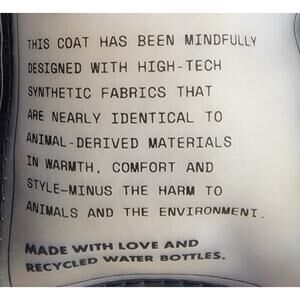 THIS COAT HAS BEEN MINDFULLY
DESIGNED WITH HIGH-TECH
SYNTHETIC FABRICS THAT
ARE NEARLY IDENTICAL TO
ANIMAL-DERIVED MATERIALS
IN WARMTH, COMFORT AND
STYLE-MINUS THE HARM TO
ANIMALS AND THE ENVIRONMENT.
MADE WITH LOVE AND
RECYCLED WATER BOTTLES.